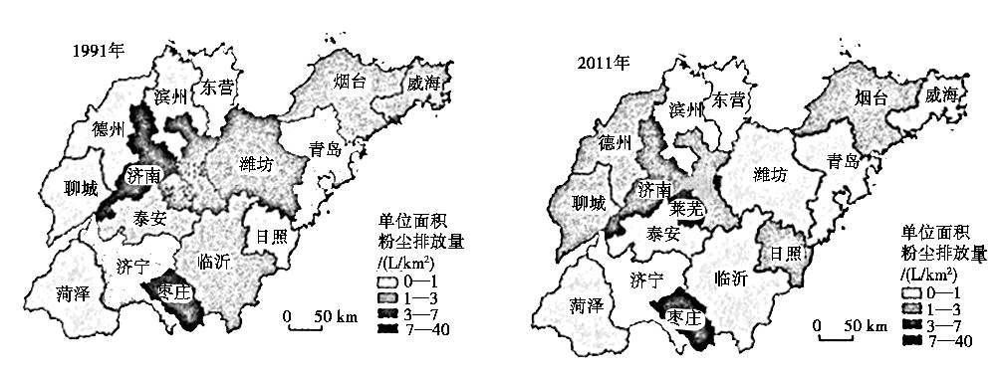 1991年
滨州
东营
烟台
威海
德州
潍坊
青岛
聊城
济南
泰安
日照
济宁
临沂
菏泽
枣庄
单位面积
粉尘排放量
/(L/km²)
0—1
1—3
3—7
7—40
0 50 km
2011年
滨州
东营
烟台
威海
德州
潍坊
青岛
聊城
济南
莱芜
泰安
日照
济宁
临沂
菏泽
枣庄
单位面积
粉尘排放量
/(L/km²)
0—1
1—3
3—7
7—40
0 50 km